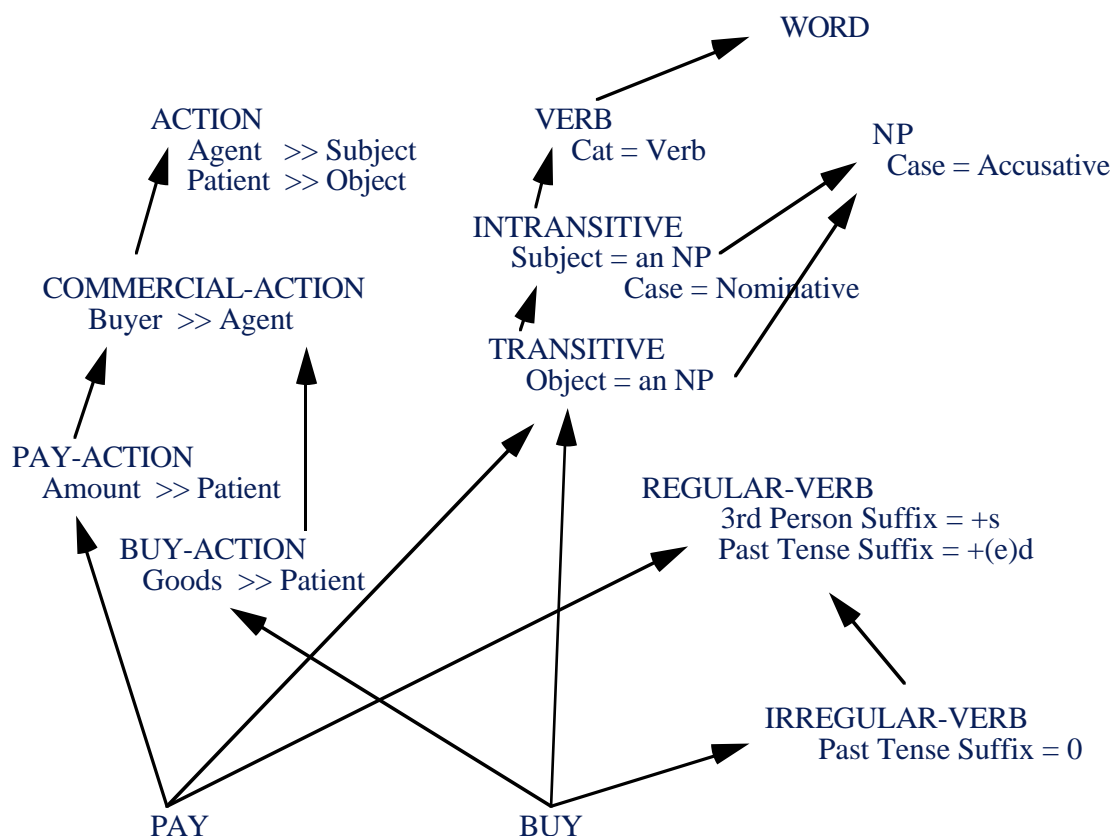 WORD
ACTION
Agent >> Subject
Patient >> Object
VERB
Cat = Verb
NP
Case = Accusative
INTRANSITIVE
Subject = an NP
Case = Nominative
COMMERCIAL-ACTION
Buyer >> Agent
TRANSITIVE
Object = an NP
PAY-ACTION
Amount >> Patient
REGULAR-VERB
3rd Person Suffix = +s
Past Tense Suffix = +(e)d
BUY-ACTION
Goods >> Patient
IRREGULAR-VERB
Past Tense Suffix = 0
PAY
BUY